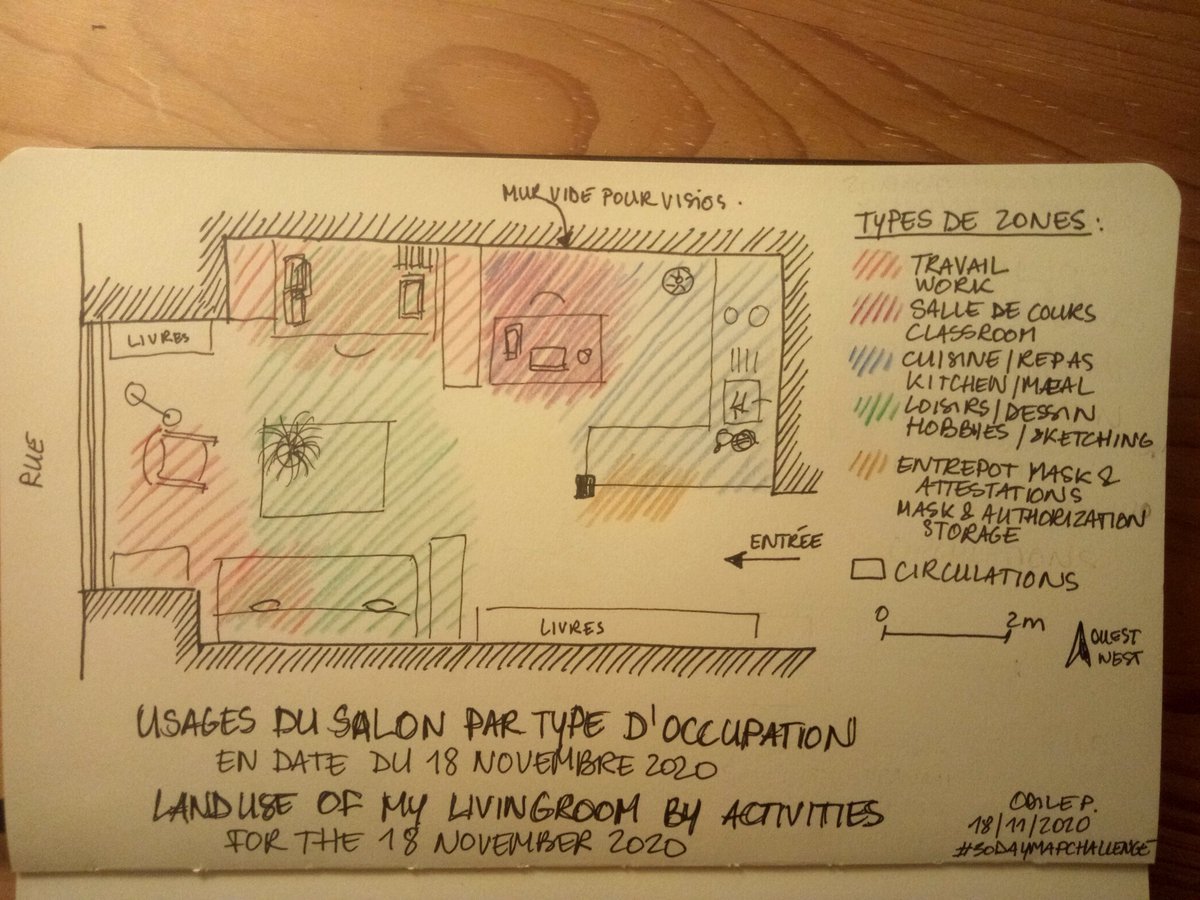 MUR VIDE POUR VISIOS.
LIVRES
RUE
ENTRÉE
LIVRES
TYPES DE ZONES :
TRAVAIL
WORK
SALLE DE COURS
CLASSROOM
CUISINE/REPAS
KITCHEN/MEAL
LOISIRS/DESSIN
HOBBYES/SKETCHING
ENTREPOT MASK &
ATTESTATIONS
MASK & AUTHORIZATION
STORAGE
CIRCULATIONS
0 2m
OUEST
NEST
USAGES DU SALON PAR TYPE D'OCCUPATION
EN DATE DU 18 NOVEMBRE 2020
LANDUSE OF MY LIVINGROOM BY ACTIVITIES
FOR THE 18 NOVEMBER 2020
ODILE P.
18/11/2020
#30DAYMAPCHALLENGE